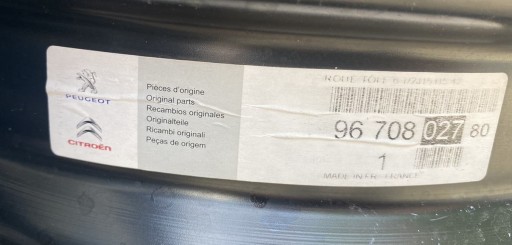 PEUGEOT
CITROËN
Pièces d'origine
Original parts
Recambios originales
Originalteile
Ricambi originali
Peças de origem
ROUE TOLE
96 708 027 80
1
MADE IN FRANCE